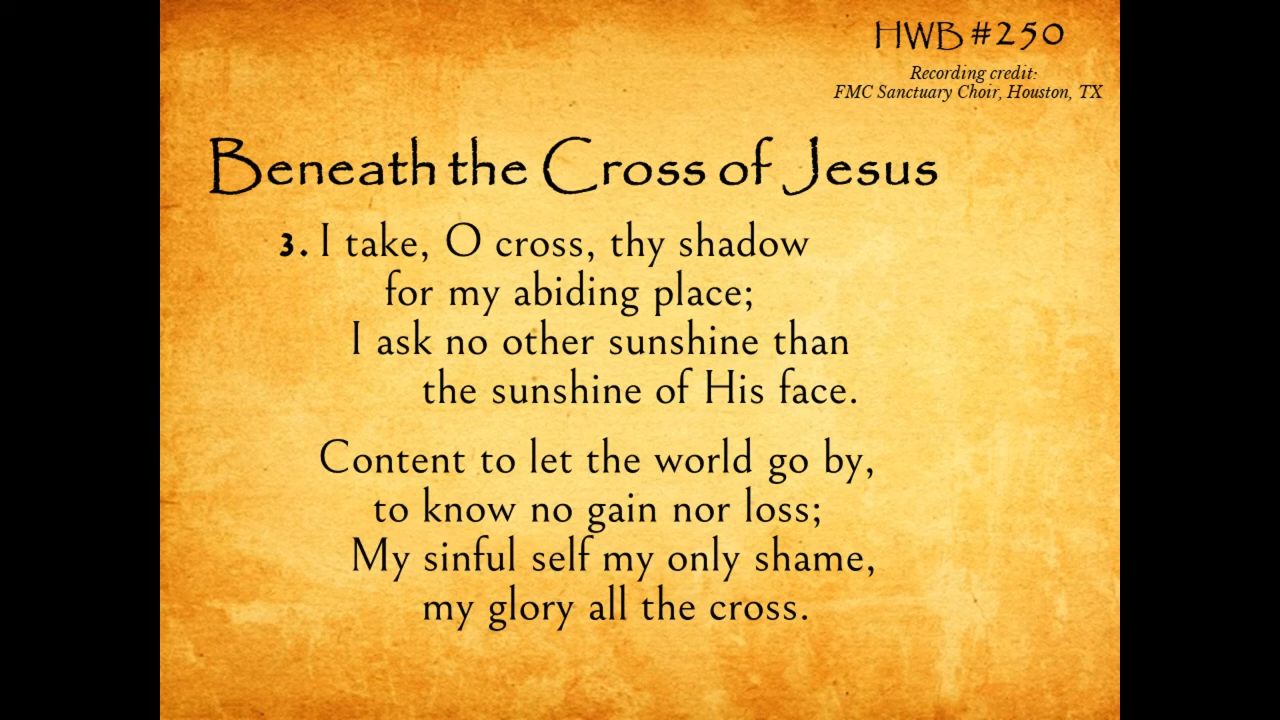 HWB #250
Recording credit:
FMC Sanctuary Choir, Houston, TX
Beneath the Cross of Jesus
3. I take, O cross, thy shadow
for my abiding place;
I ask no other sunshine than
the sunshine of His face.
Content to let the world go by,
to know no gain nor loss;
My sinful self my only shame,
my glory all the cross.